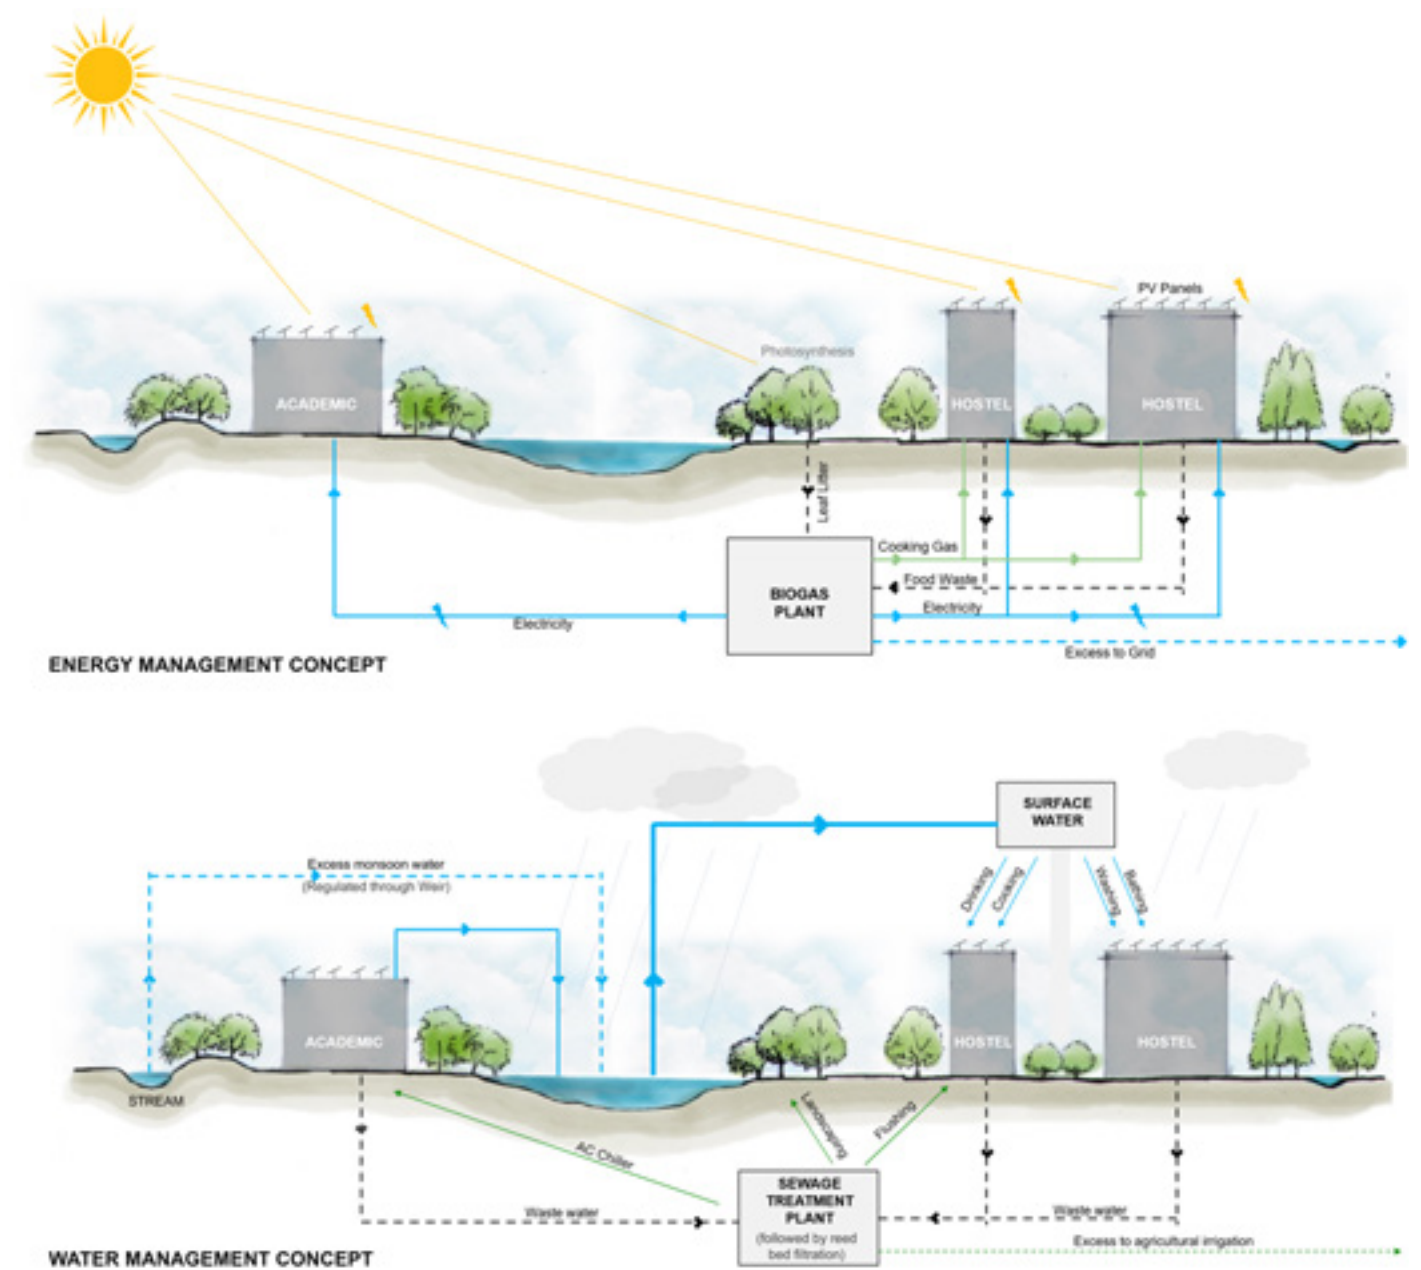 PV Panels
Photosynthesis
ACADEMIC
HOSTEL
HOSTEL
Leaf Litter
Cooking Gas
Food Waste
BIOGAS
PLANT
Electricity
Electricity
Excess to Grid
ENERGY MANAGEMENT CONCEPT
SURFACE
WATER
Excess monsoon water
(Regulated through Weir)
Drinking
Cooking
Washing
Bathing
ACADEMIC
HOSTEL
HOSTEL
STREAM
Landscaping
Flushing
AC Chiller
SEWAGE
TREATMENT
PLANT
(followed by reed
bed filtration)
Waste water
Waste water
Excess to agricultural irrigation
WATER MANAGEMENT CONCEPT